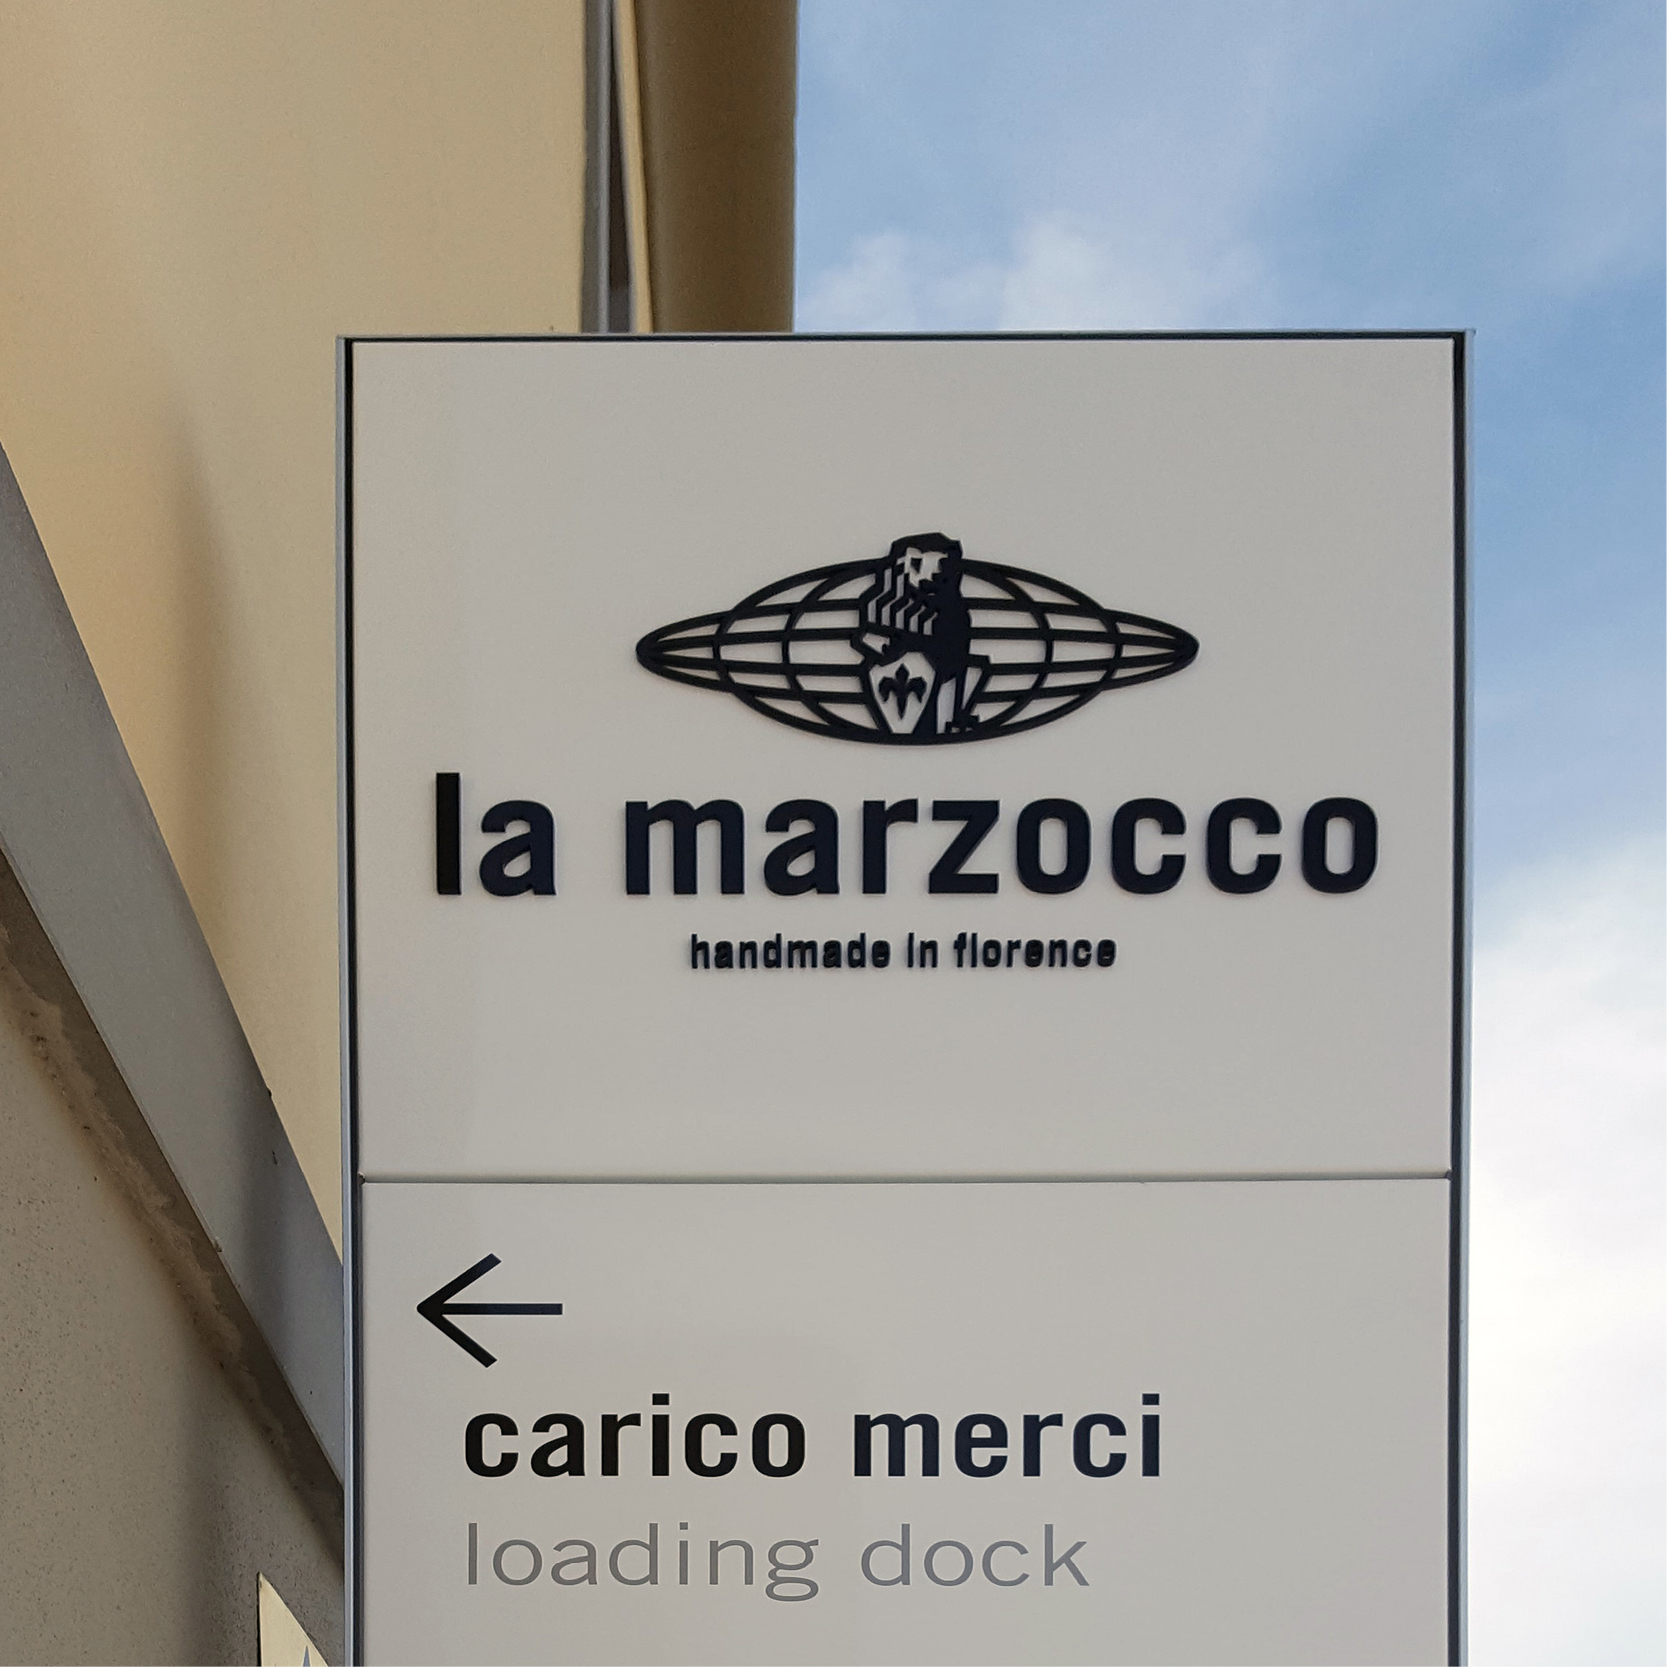 la marzocco
handmade in florence
←
carico merci
loading dock